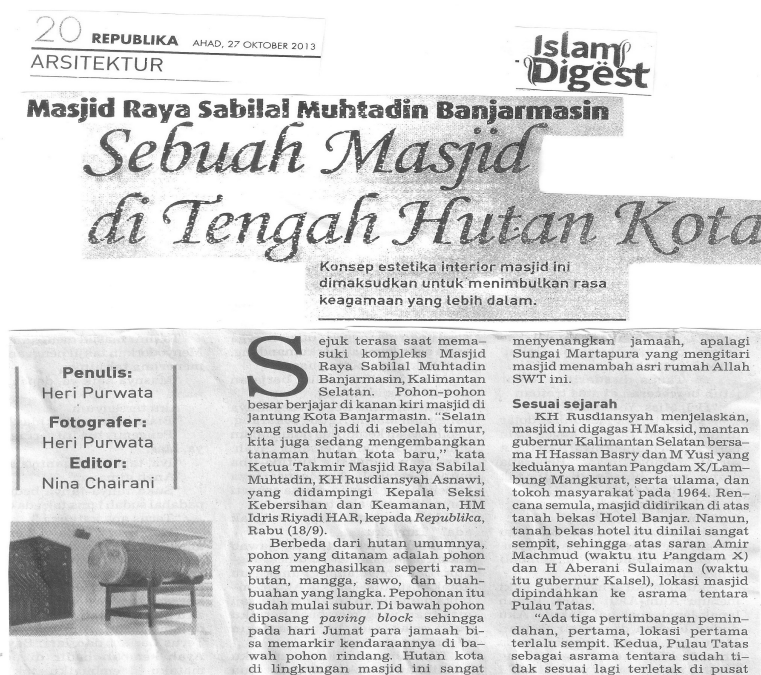 20 REPUBLIKA AHAD, 27 OKTOBER 2013
ARSITEKTUR
Islam
Digest
Masjid Raya Sabilal Muhtadin Banjarmasin
Sebuah Masjid
di Tengah Hutan Kota
Konsep estetika interior masjid ini
dimaksudkan untuk menimbulkan rasa
keagamaan yang lebih dalam.
Penulis:
Heri Purwata
Fotografer:
Heri Purwata
Editor:
Nina Chairani
Sejuk terasa saat mema-
suki kompleks Masjid
Raya Sabilal Muhtadin
Banjarmasin, Kalimantan
Selatan. Pohon-pohon
besar berjajar di kanan kiri masjid di
jantung Kota Banjarmasin. “Selain
yang sudah jadi di sebelah timur,
kita juga sedang mengembangkan
tanaman hutan kota baru,” kata
Ketua Takmir Masjid Raya Sabilal
Muhtadin, KH Rusdiansyah Asnawi,
yang didampingi Kepala Seksi
Kebersihan dan Keamanan, HM
Idris Riyadi HAR, kepada Republika,
Rabu (18/9).
Berbeda dari hutan umumnya,
pohon yang ditanam adalah pohon
yang menghasilkan seperti ram-
butan, mangga, sawo, dan buah-
buahan yang langka. Pepohonan itu
sudah mulai subur. Di bawah pohon
dipasang paving block sehingga
pada hari Jumat para jamaah bi-
sa memarkir kendaraannya di ba-
wah pohon rindang. Hutan kota
di lingkungan masjid ini sangat
menyenangkan jamaah, apalagi
Sungai Martapura yang mengitari
masjid menambah asri rumah Allah
SWT ini.
Sesuai sejarah
KH Rusdiansyah menjelaskan,
masjid ini digagas H Maksid, mantan
gubernur Kalimantan Selatan bersa-
ma H Hassan Basry dan M Yusi yang
keduanya mantan Pangdam X/Lam-
bung Mangkurat, serta ulama, dan
tokoh masyarakat pada 1964. Ren-
cana semula, masjid didirikan di atas
tanah bekas Hotel Banjar. Namun,
tanah bekas hotel itu dinilai sangat
sempit, sehingga atas saran Amir
Machmud (waktu itu Pangdam X)
dan H Aberani Sulaiman (waktu
itu gubernur Kalsel), lokasi masjid
dipindahkan ke asrama tentara
Pulau Tatas.
“Ada tiga pertimbangan pemin-
dahan, pertama, lokasi pertama
terlalu sempit. Kedua, Pulau Tatas
sebagai asrama tentara sudah ti-
dak sesuai lagi terletak di pusat